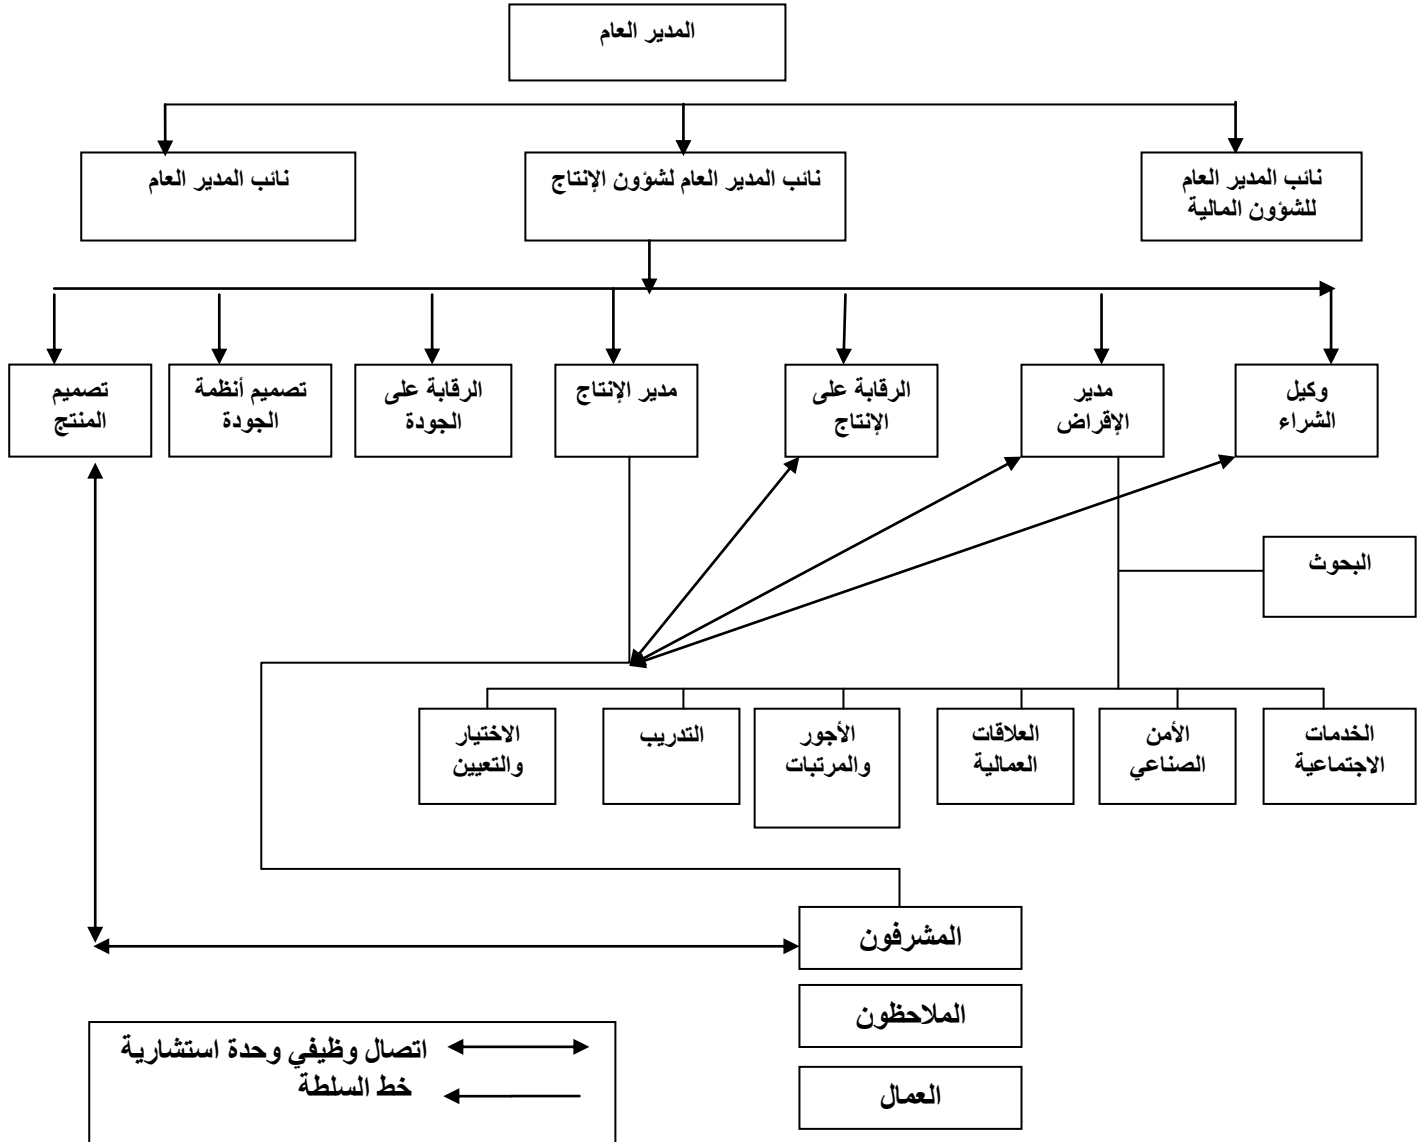 المدير العام
نائب المدير العام
للشؤون المالية
نائب المدير العام لشؤون الإنتاج
نائب المدير العام
وكيل
الشراء
مدير
الإقراض
الرقابة على
الإنتاج
مدير الإنتاج
الرقابة على
الجودة
تصميم أنظمة
الجودة
تصميم
المنتج
البحوث
الخدمات
الاجتماعية
الأمن
الصناعي
العلاقات
العمالية
الأجور
والمرتبات
التدريب
الاختيار
والتعيين
المشرفون
الملاحظون
العمال
اتصال وظيفي وحدة استشارية
خط السلطة